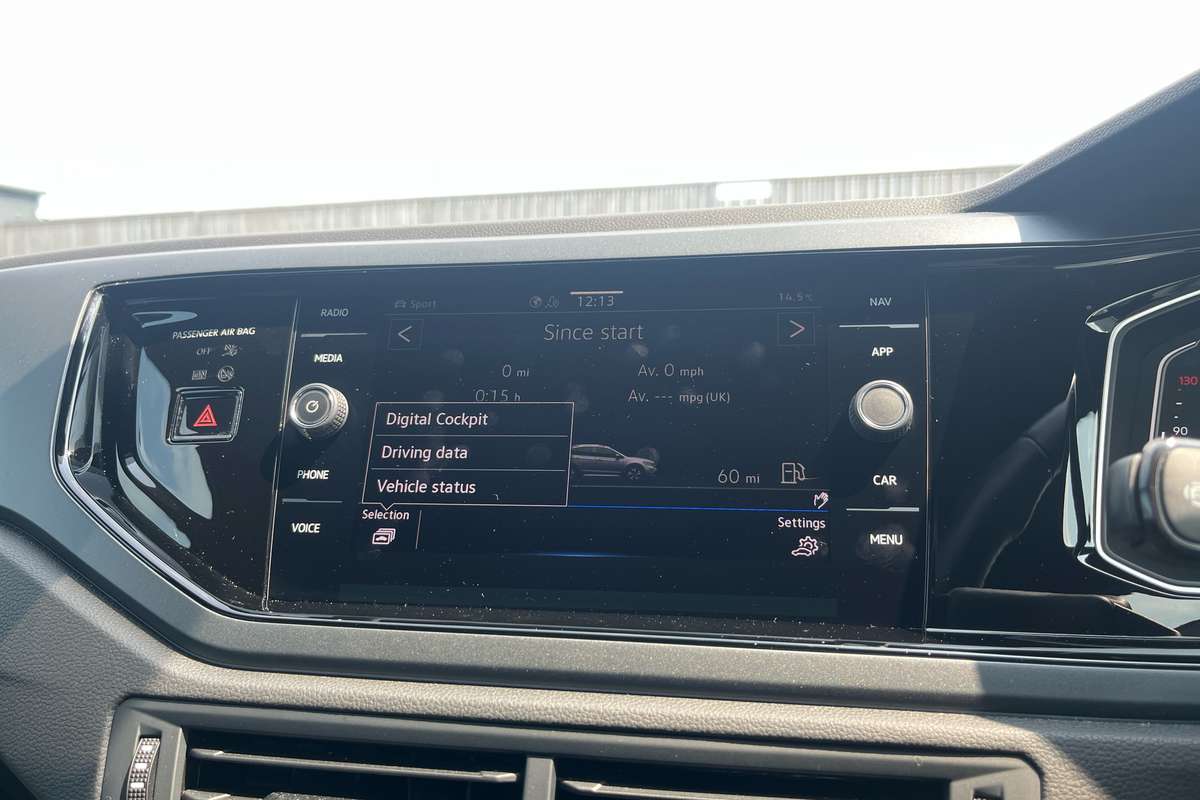 PASSENGER AIR BAG
OFF
ON
RADIO
MEDIA
PHONE
VOICE
Sport
12:13
14.5°C
< Since start >
0 mi
Av. 0 mph
0:15 h
Av. --- mpg (UK)
Digital Cockpit
Driving data
Vehicle status
60 mi
Selection
Settings
NAV
APP
CAR
MENU
130
90